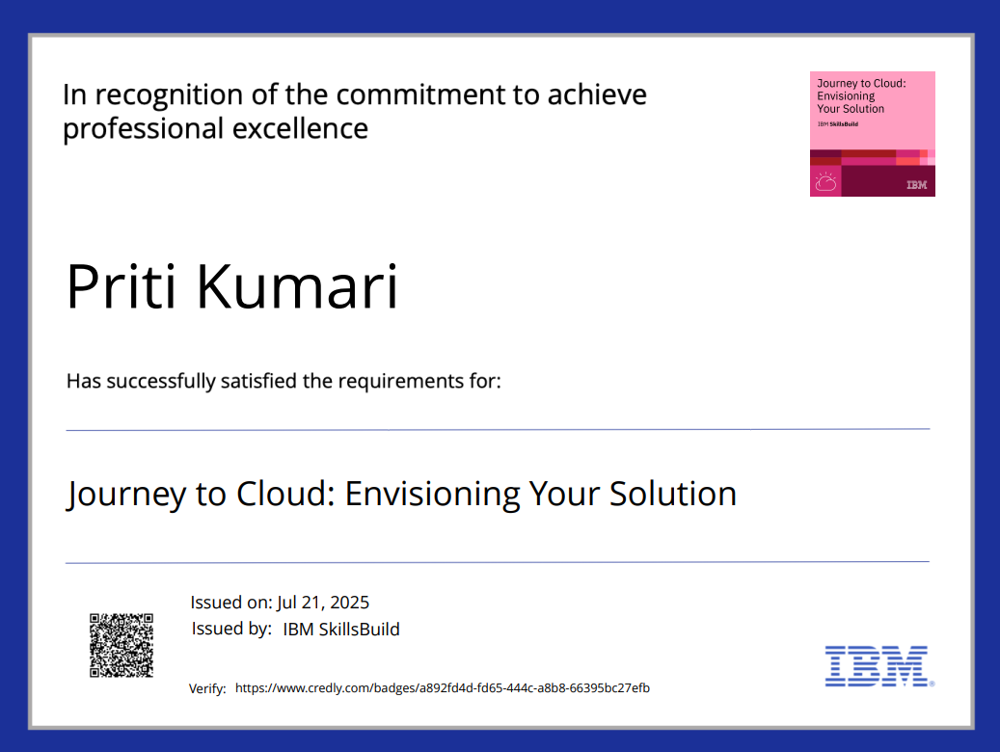 In recognition of the commitment to achieve
professional excellence
Journey to Cloud:
Envisioning
Your Solution
IBM SkillsBuild
IBM
Priti Kumari
Has successfully satisfied the requirements for:
Journey to Cloud: Envisioning Your Solution
Issued on: Jul 21, 2025
Issued by: IBM SkillsBuild
Verify: https://www.credly.com/badges/a892fd4d-fd65-444c-a8b8-66395bc27efb
IBM®